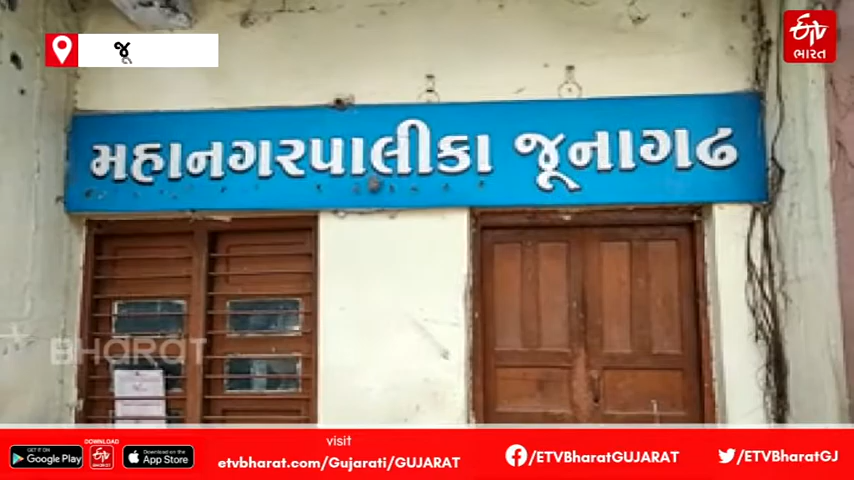 જૂ
ETV
ભારત
મહાનગરપાલીકા જૂનાગઢ
BHARAT
GET IT ON
Google Play
DOWNLOAD
ETV
Download on the
App Store
visit
etvbharat.com/Gujarati/GUJARAT
/ETVBharatGUJARAT
/ETVBharatGJ